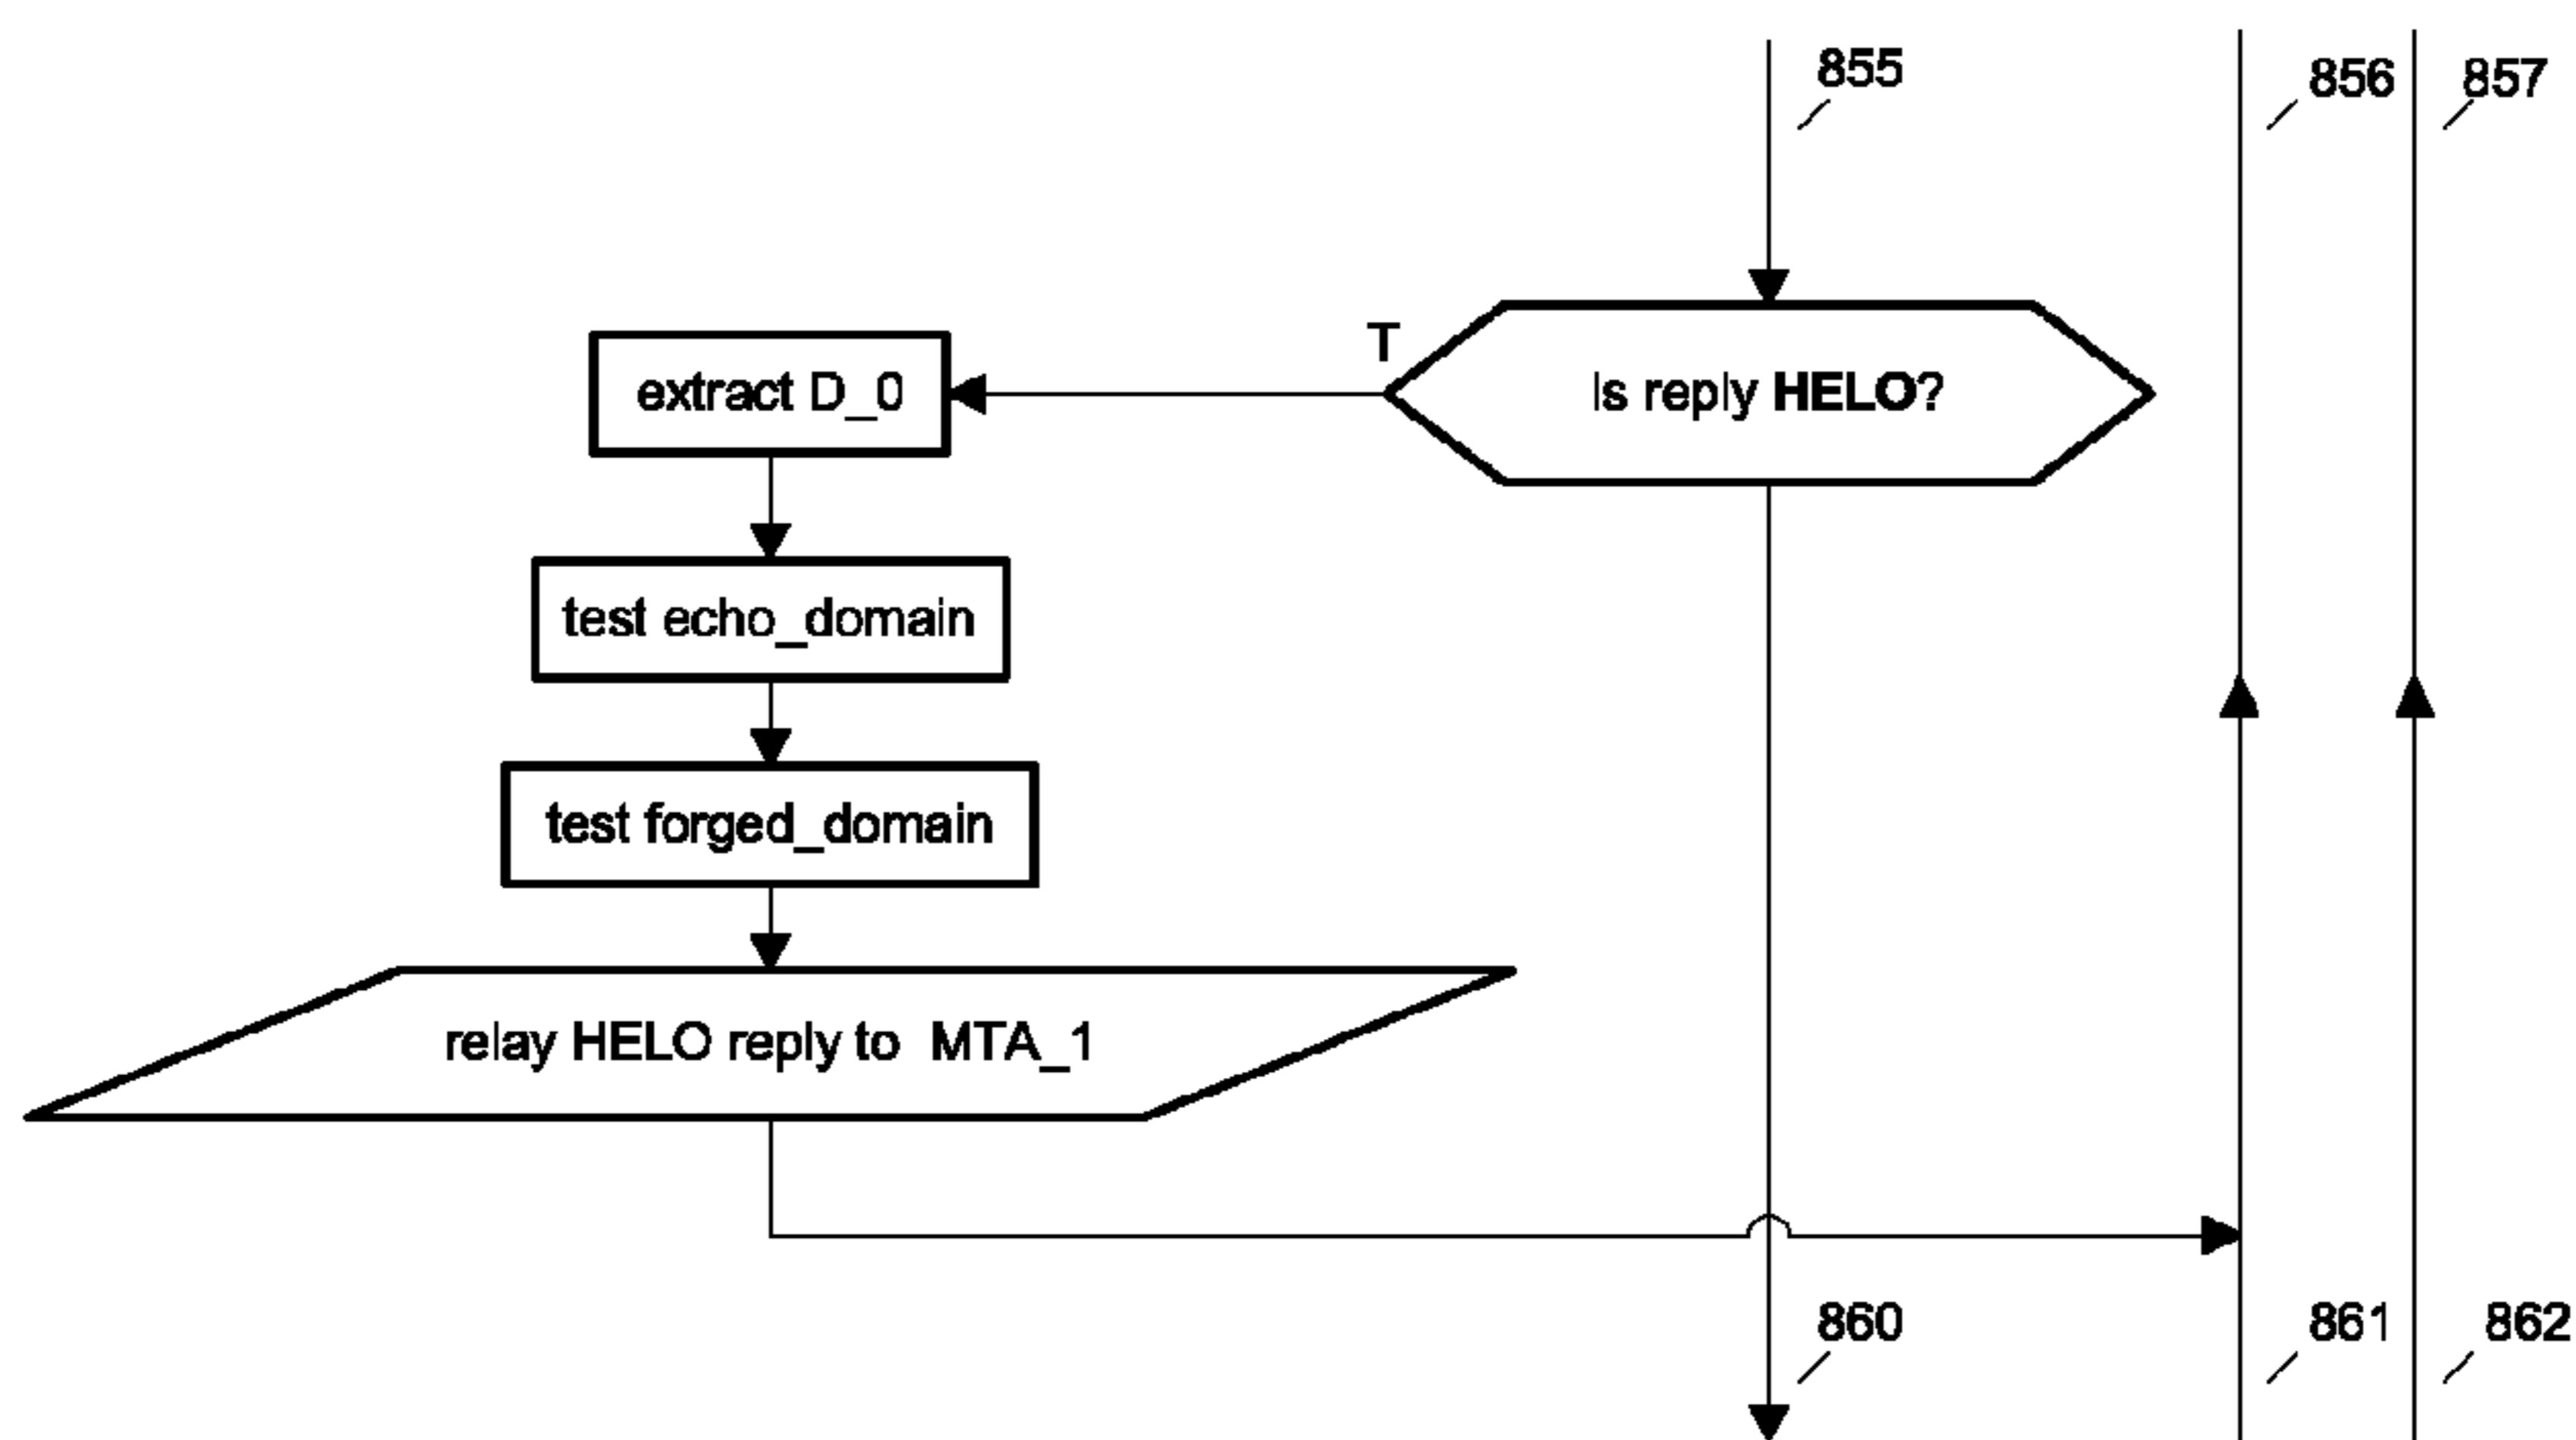 855
856
857
T
Is reply HELO?
extract D_0
test echo_domain
test forged_domain
relay HELO reply to MTA_1
860
861
862